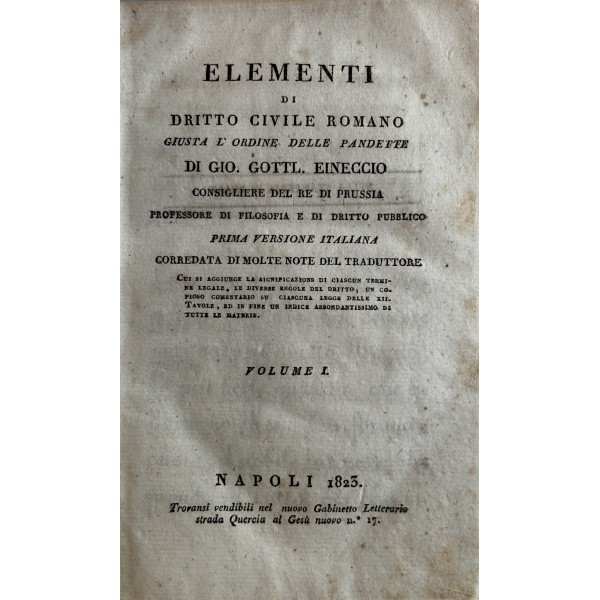 ELEMENTI
DI
DRITTO CIVILE ROMANO
GIUSTA L'ORDINE DELLE PANDETTE
DI GIO. GOTTL. EINECCIO
CONSIGLIERE DEL RE DI PRUSSIA
PROFESSORE DI FILOSOFIA E DI DRITTO PUBBLICO
PRIMA VERSIONE ITALIANA
CORREDATA DI MOLTE NOTE DEL TRADUTTORE
CUI SI AGGIUNGE LA SIGNIFICAZIONE DI CIASCUN TERMI-
NE LEGALE, LE DIVERSE REGOLE DEL DRITTO, UN CO-
PIOSO COMENTARIO SU CIASCUNA LEGGE DELLE XII.
TAVOLE, ED IN FINE UN INDICE ABBONDANTISSIMO DI
TUTTE LE MATERIE.
VOLUME I.
NAPOLI 1823.
Trovansi vendibili nel nuovo Gabinetto Letterario
strada Quercia al Gesù nuovo n.° 17.